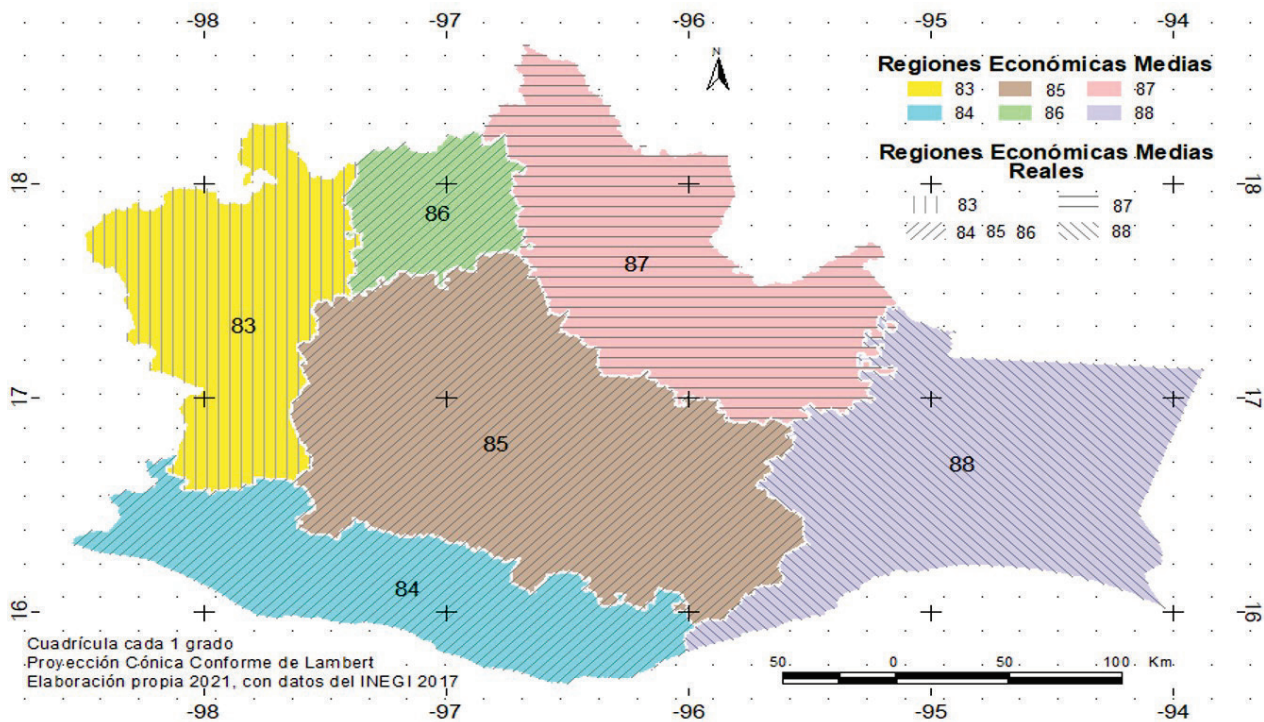 -98 -97 -96 -95 -94
N
Regiones Económicas Medias
83 85 87
84 86 88
Regiones Económicas Medias
Reales
83 87
84 85 86 88
18 18
86
87
83
17 17
85
88
84
16 16
Cuadrícula cada 1 grado
Proyección Cónica Conforme de Lambert
Elaboración propia 2021, con datos del INEGI 2017
50 0 50 100 Km
-98 -97 -96 -95 -94